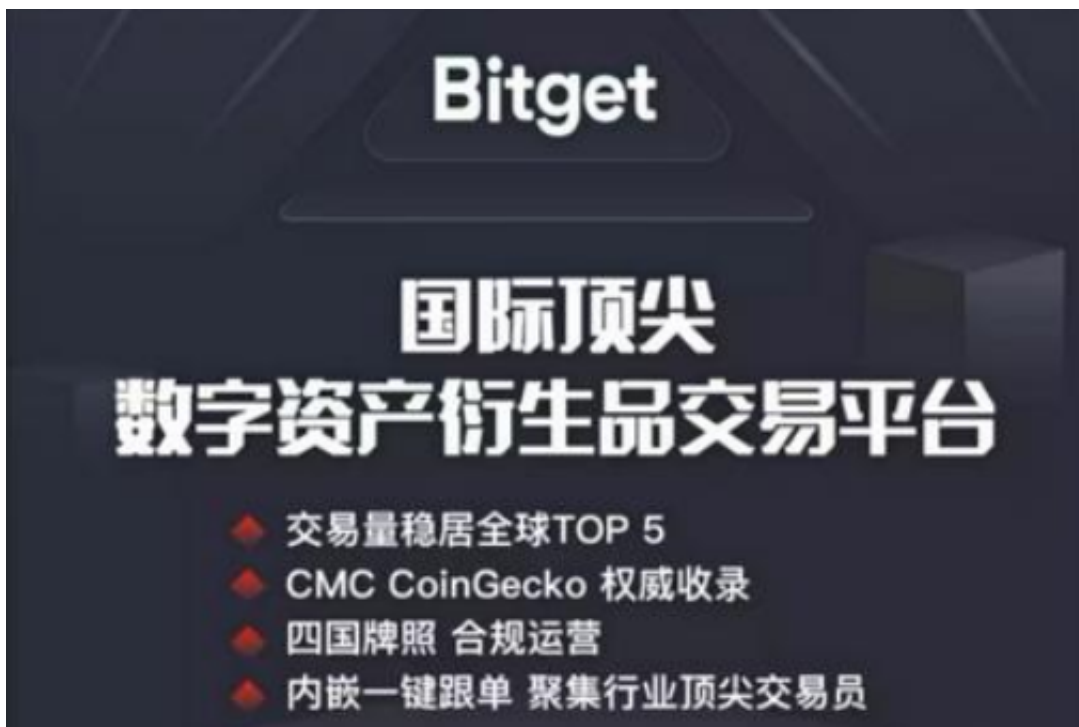 Bitget
国际顶尖
数字资产衍生品交易平台
交易量稳居全球TOP 5
CMC CoinGecko 权威收录
四国牌照 合规运营
内嵌一键跟单 聚集行业顶尖交易员